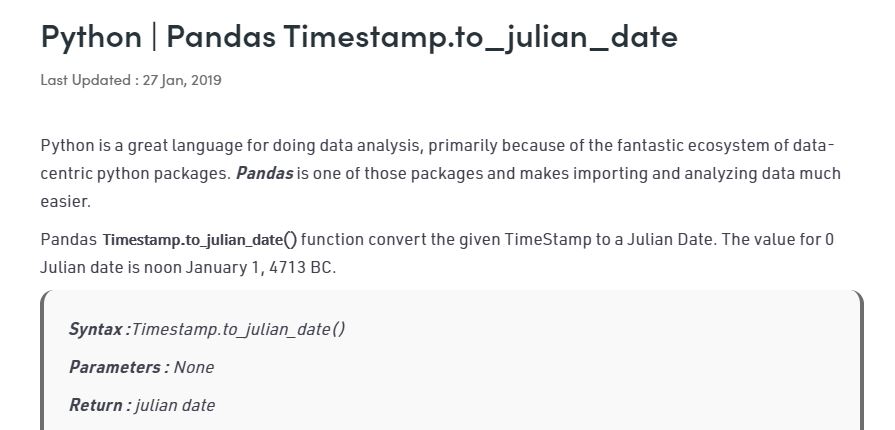 Python | Pandas Timestamp.to_julian_date
Last Updated : 27 Jan, 2019
Python is a great language for doing data analysis, primarily because of the fantastic ecosystem of data-
centric python packages. Pandas is one of those packages and makes importing and analyzing data much
easier.
Pandas Timestamp.to_julian_date() function convert the given TimeStamp to a Julian Date. The value for 0
Julian date is noon January 1, 4713 BC.
Syntax :Timestamp.to_julian_date()
Parameters : None
Return : julian date